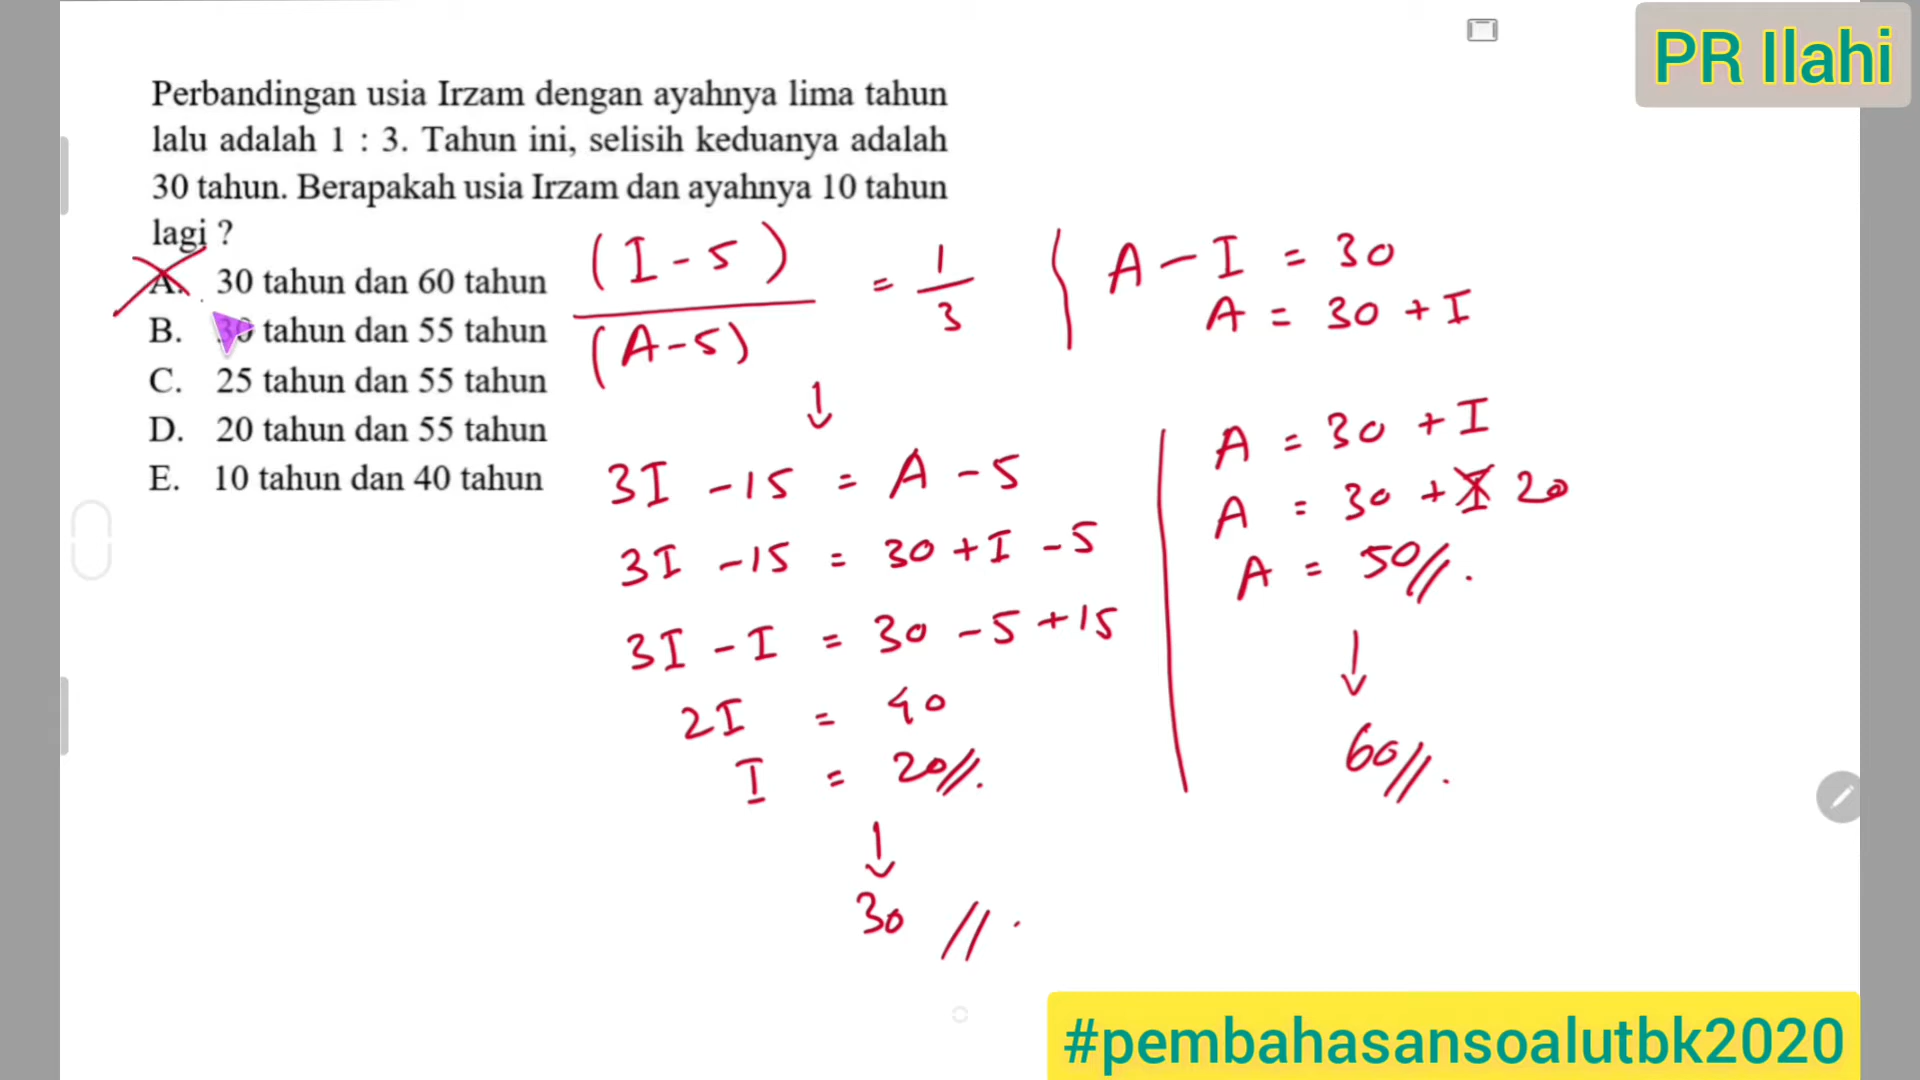 PR Ilahi
Perbandingan usia Irzam dengan ayahnya lima tahun
lalu adalah 1 : 3. Tahun ini, selisih keduanya adalah
30 tahun. Berapakah usia Irzam dan ayahnya 10 tahun
lagi ?
A. 30 tahun dan 60 tahun
B. 30 tahun dan 55 tahun
C. 25 tahun dan 55 tahun
D. 20 tahun dan 55 tahun
E. 10 tahun dan 40 tahun
(I - 5) / (A - 5) = 1/3
3I - 15 = A - 5
3I - 15 = 30 + I - 5
3I - I = 30 - 5 + 15
2I = 40
I = 20 //.
↓
30 //.
A - I = 30
A = 30 + I
A = 30 + I
A = 30 + I 20
A = 50 //.
↓
60 //.
#pembahasansoalutbk2020